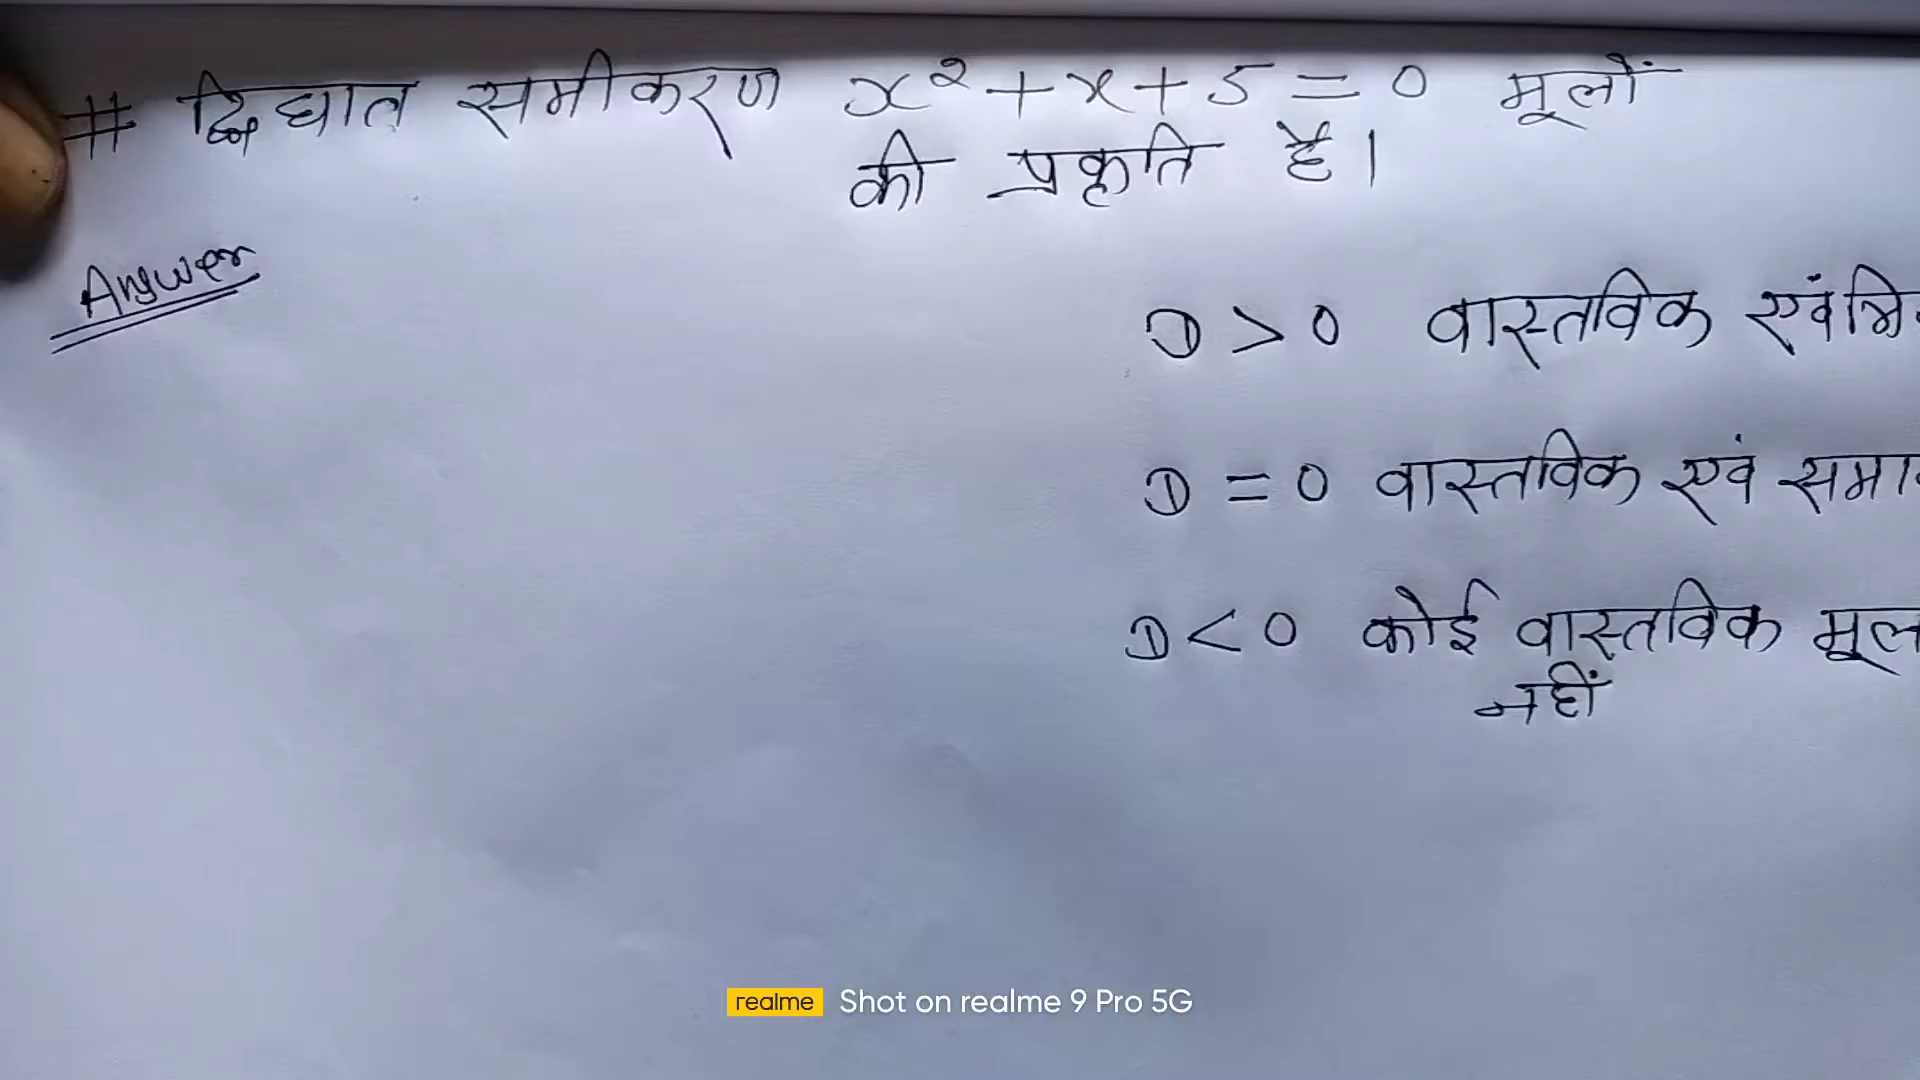 # द्विघात समीकरण x²+x+5=0 मूलों
की प्रकृति है।
Answer
D > 0 वास्तविक एवं
D = 0 वास्तविक एवं
D < 0 कोई वास्तविक मूल
नहीं
realme Shot on realme 9 Pro 5G